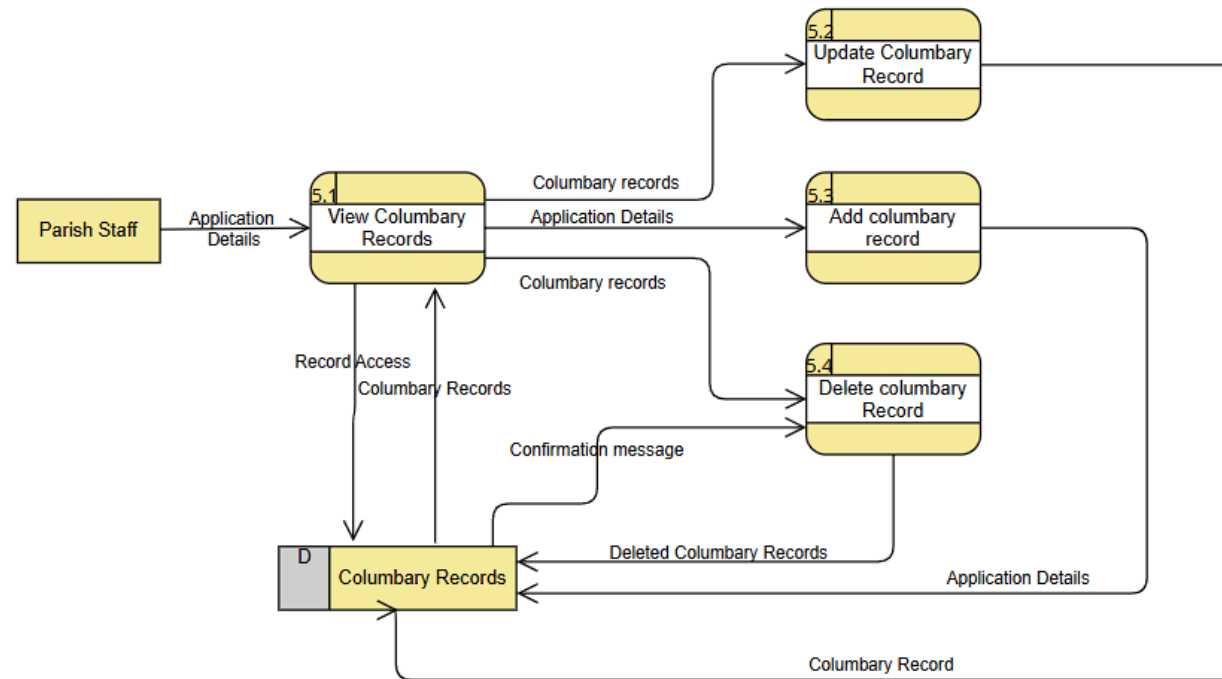 5.2
Update Columbary
Record
Columbary records
5.1
View Columbary
Records
Parish Staff
Application
Details
Application Details
5.3
Add columbary
record
Columbary records
Record Access
Columbary Records
5.4
Delete columbary
Record
Confirmation message
D
Columbary Records
Deleted Columbary Records
Application Details
Columbary Record